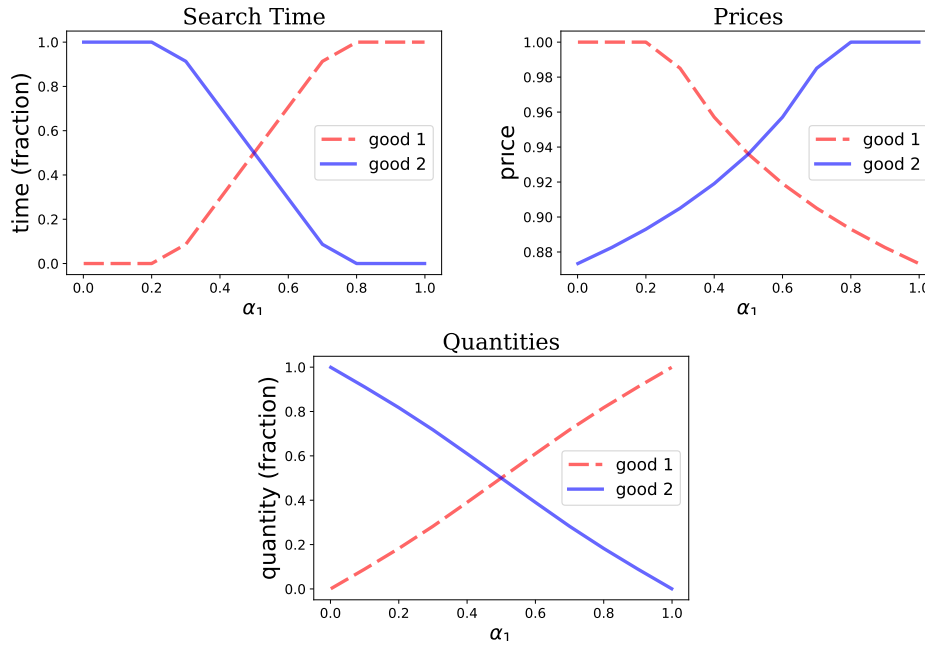 Search Time
time (fraction)
1.0
0.8
0.6
0.4
0.2
0.0
good 1
good 2
0.0 0.2 0.4 0.6 0.8 1.0
α₁
Prices
price
1.00
0.98
0.96
0.94
0.92
0.90
0.88
good 1
good 2
0.0 0.2 0.4 0.6 0.8 1.0
α₁
Quantities
quantity (fraction)
1.0
0.8
0.6
0.4
0.2
0.0
good 1
good 2
0.0 0.2 0.4 0.6 0.8 1.0
α₁